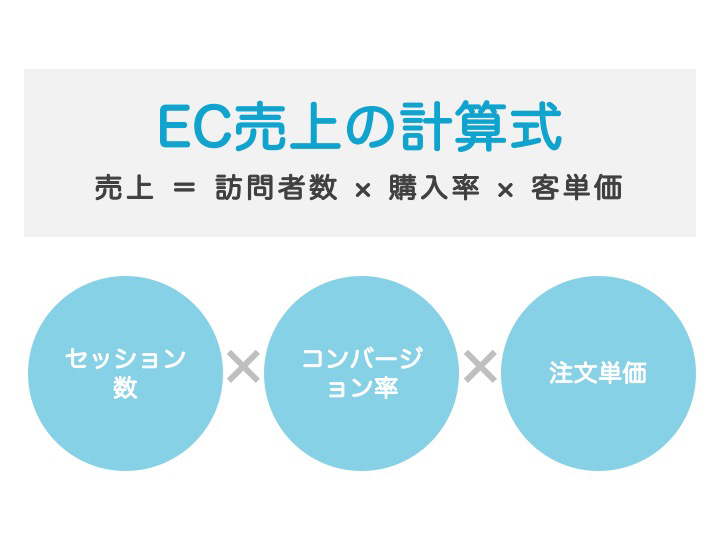 EC売上の計算式
売上 ＝ 訪問者数 x 購入率 x 客単価
セッション
数
×
コンバージ
ョン率
×
注文単価